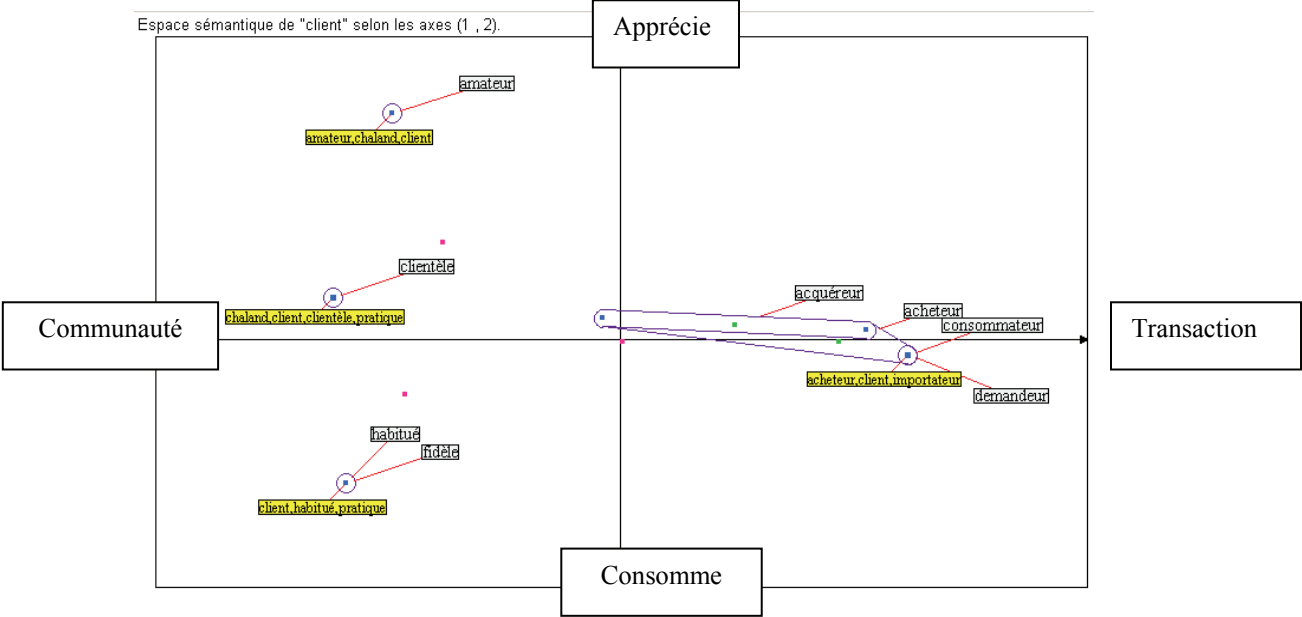 Espace sémantique de "client" selon les axes (1 , 2).
Apprécie
amateur
amateur,chaland,client
clientèle
chaland,client,clientèle,pratique
Communauté
acquéreur
acheteur
consommateur
Transaction
acheteur,client,importateur
demandeur
habitué
fidèle
client,habitué,pratique
Consomme